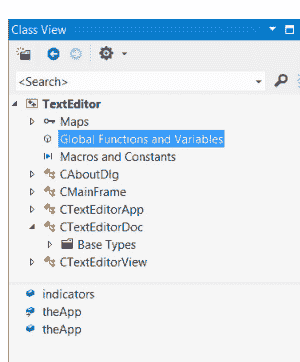 Class View
<Search>
TextEditor
Maps
Global Functions and Variables
Macros and Constants
CAboutDlg
CMainFrame
CTextEditorApp
CTextEditorDoc
Base Types
CTextEditorView
indicators
theApp
theApp